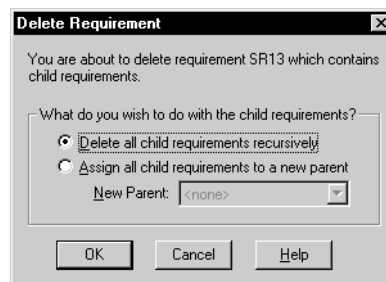 Delete Requirement
You are about to delete requirement SR13 which contains
child requirements.
What do you wish to do with the child requirements?
Delete all child requirements recursively
Assign all child requirements to a new parent
New Parent: <none>
OK Cancel Help